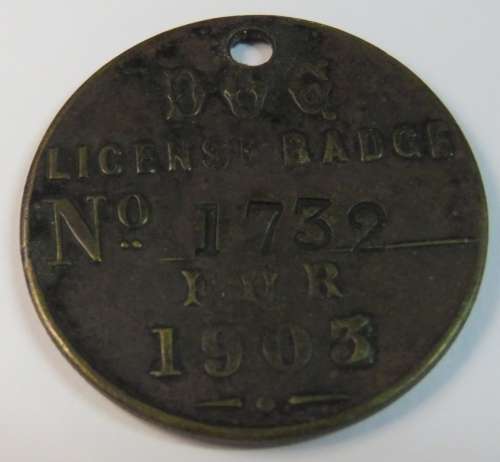 DOG
LICENSE BADGE
No 1732
FOR
1903